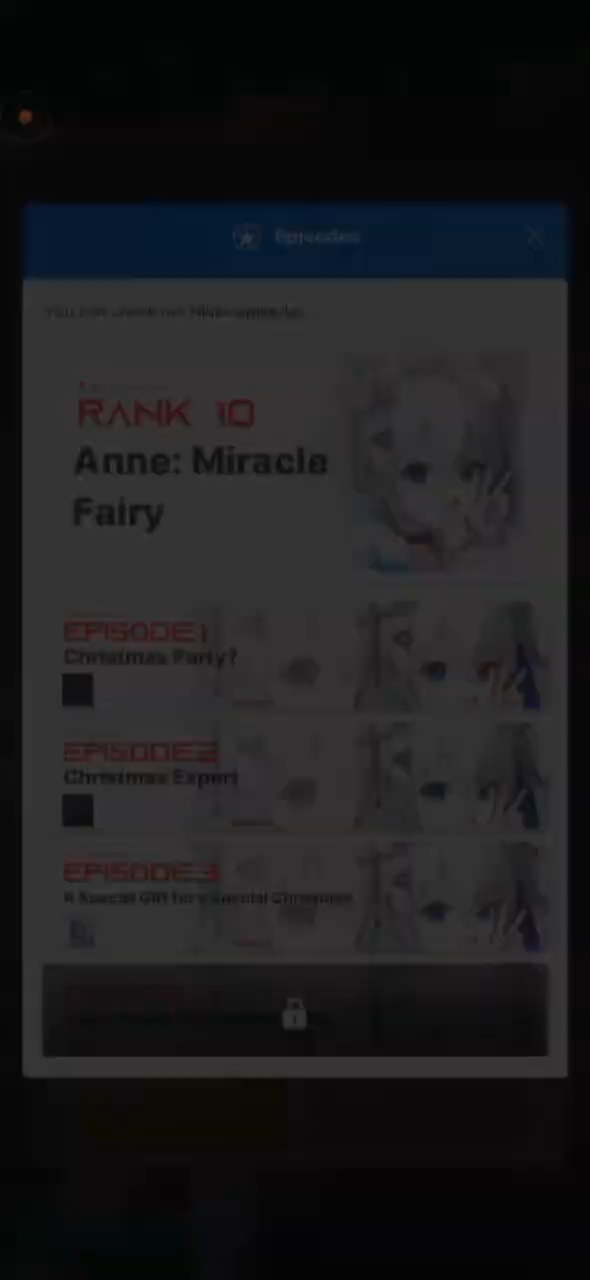 Episodes
You can check out Nikke episodes.
RANK 10
Anne: Miracle
Fairy
EPISODE 1
Christmas Party?
EPISODE 2
Christmas Expert
EPISODE 3
A Special Gift for a Special Christmas